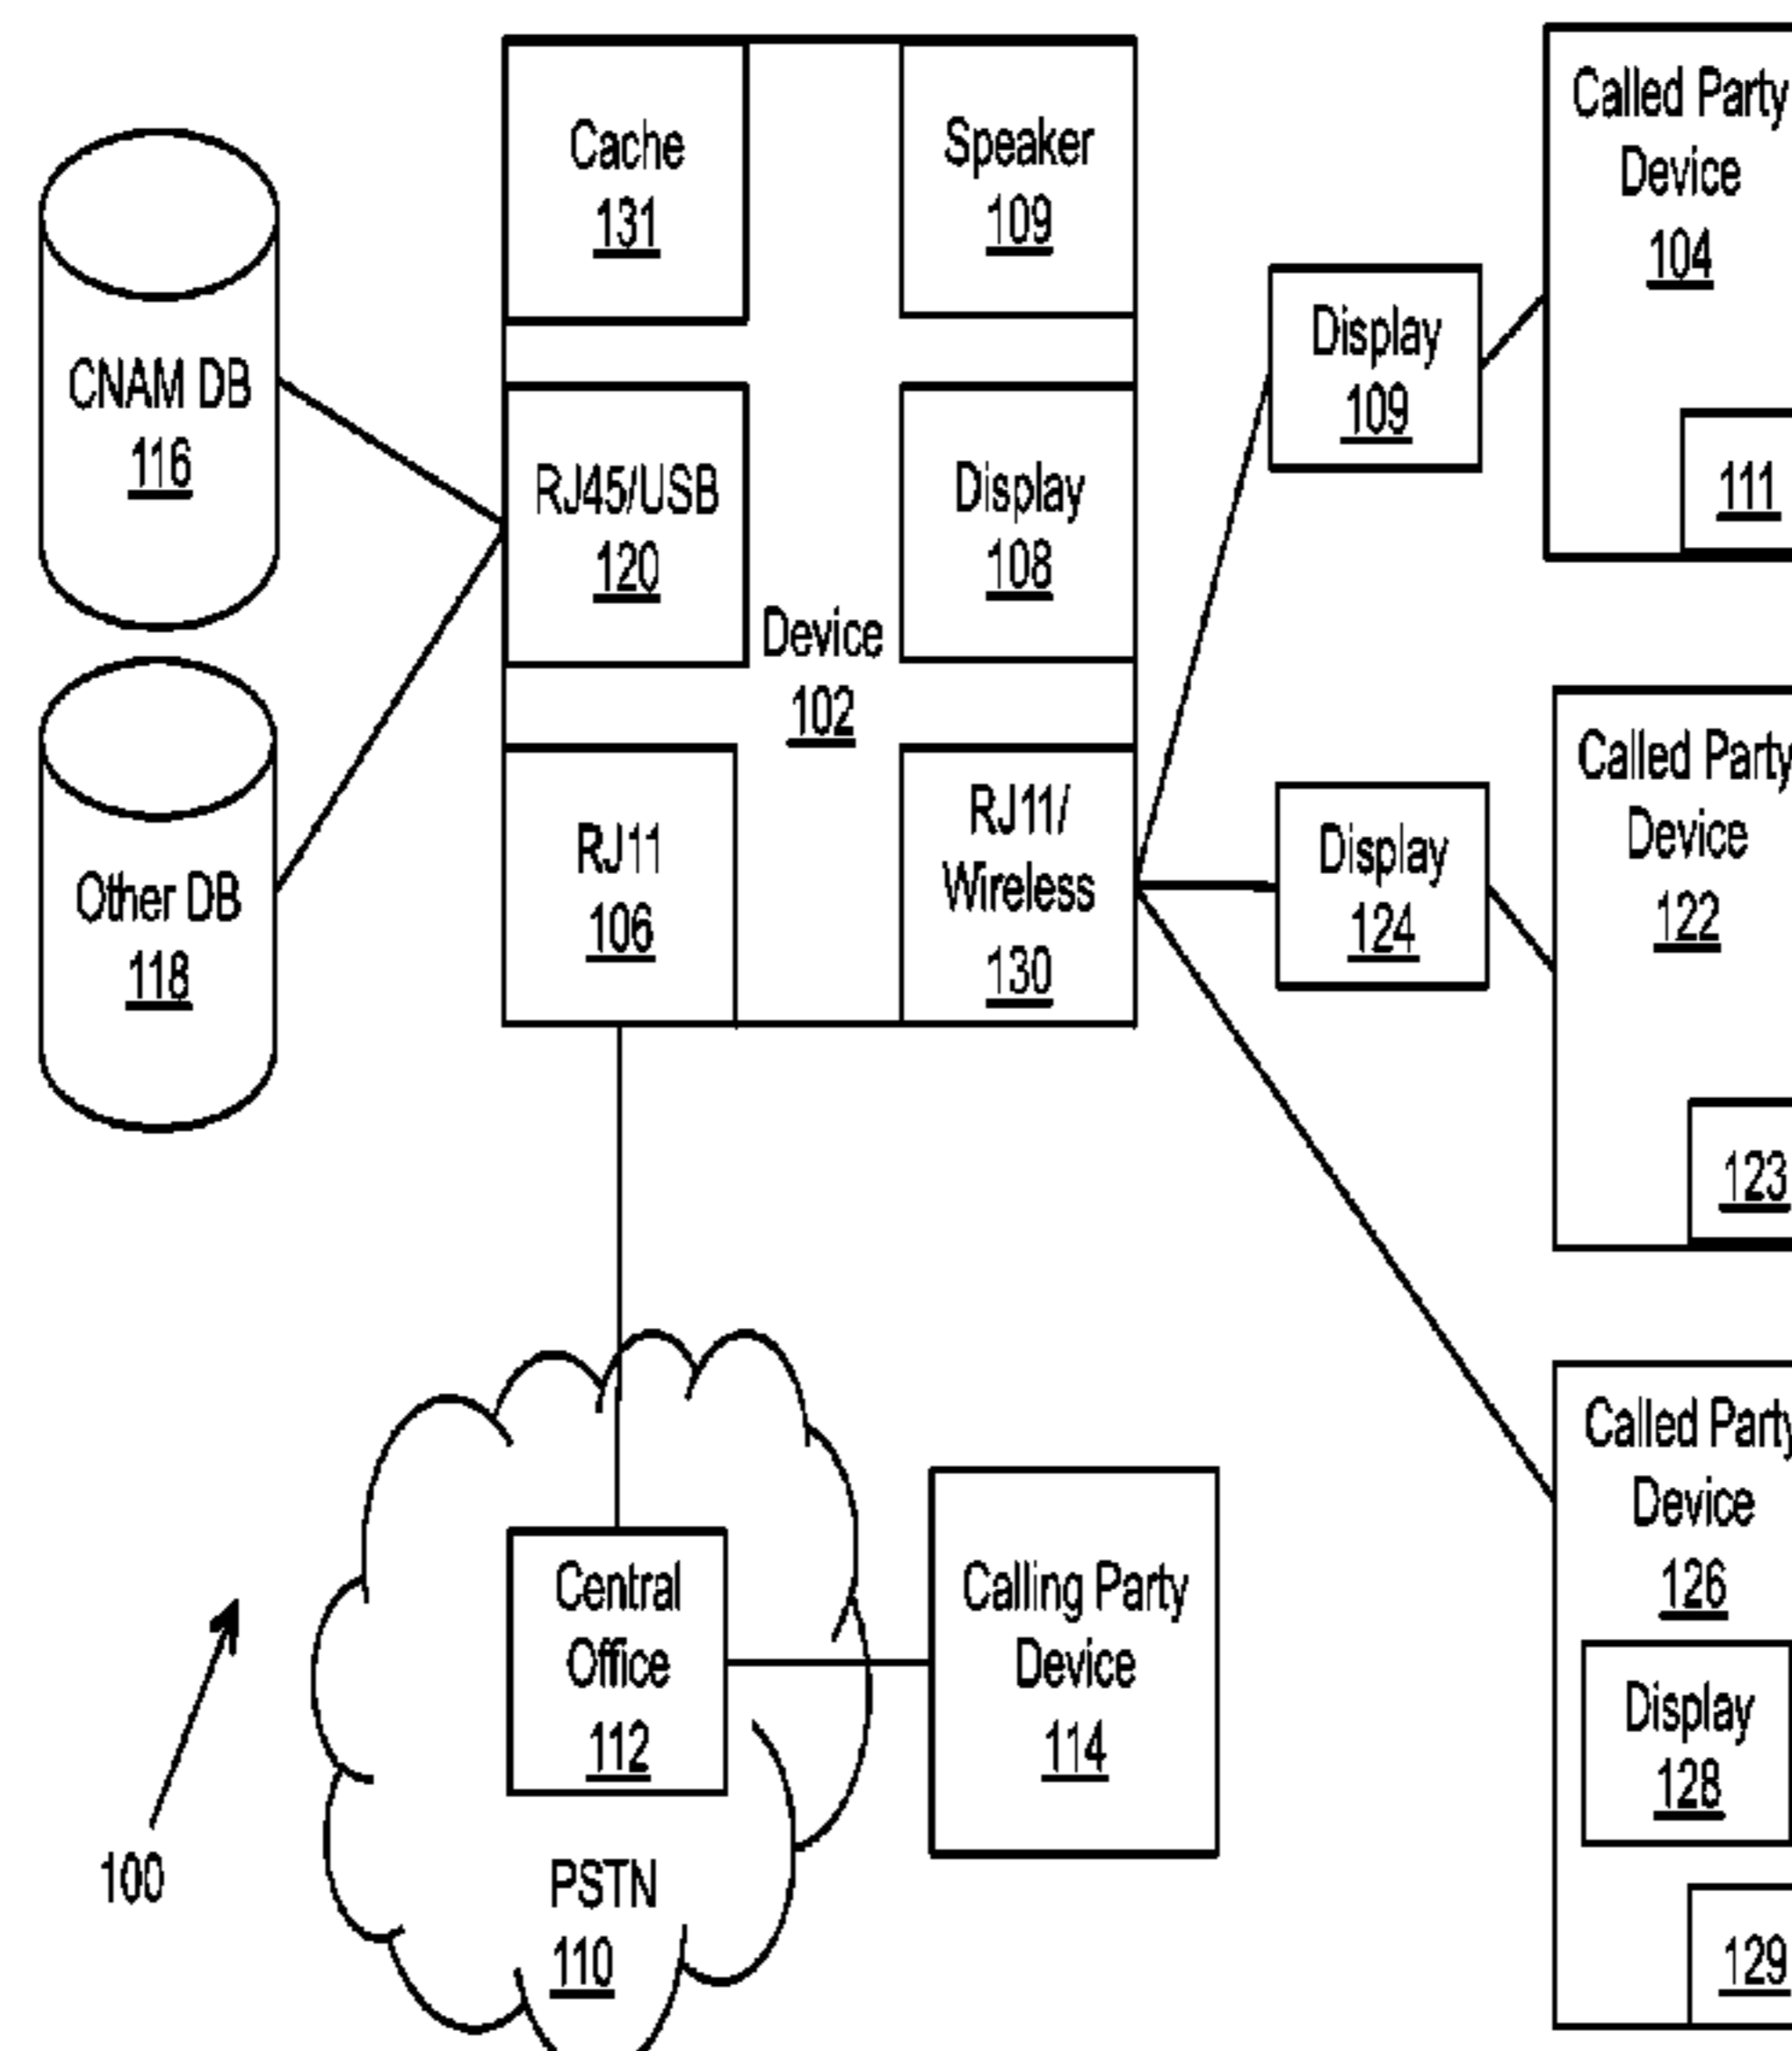 Cache
131
Speaker
109
Called Party
Device
104
111
Display
109
CNAM DB
116
RJ45/USB
120
Display
108
Device
102
Called Party
Device
122
123
Display
124
RJ11
106
RJ11/
Wireless
130
Other DB
118
Called Party
Device
126
Display
128
129
Central
Office
112
Calling Party
Device
114
PSTN
110
100